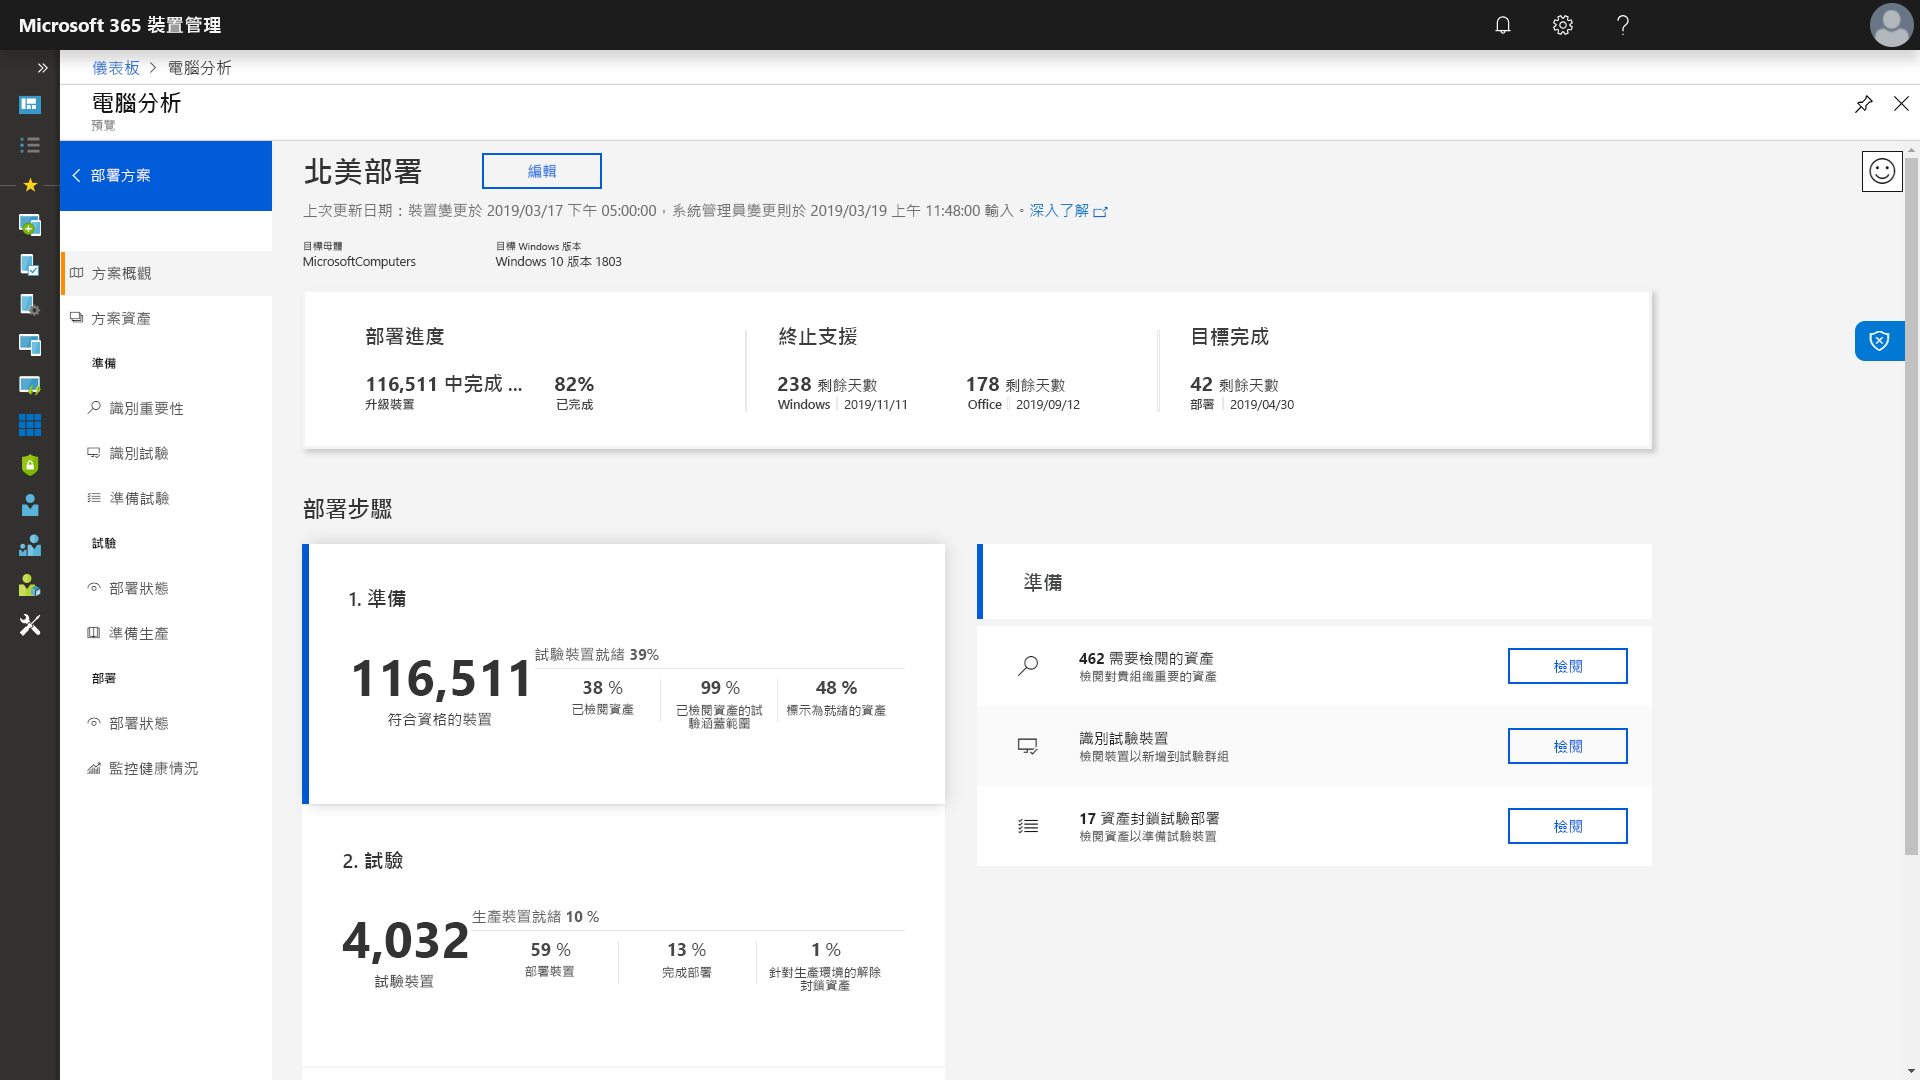 Microsoft 365 裝置管理
儀表板 > 電腦分析
電腦分析
預覽
部署方案
方案概觀
方案資產
準備
識別重要性
識別試驗
準備試驗
試驗
部署狀態
準備生產
部署
部署狀態
監控健康情況
北美部署
編輯
上次更新日期：裝置變更於 2019/03/17 下午 05:00:00，系統管理員變更則於 2019/03/19 上午 11:48:00 輸入。深入了解
目標母體
MicrosoftComputers
目標 Windows 版本
Windows 10 版本 1803
部署進度
116,511 中完成 ...
升級裝置
82%
已完成
終止支援
238 剩餘天數
Windows 2019/11/11
178 剩餘天數
Office 2019/09/12
目標完成
42 剩餘天數
部署 2019/04/30
部署步驟
1. 準備
116,511
符合資格的裝置
試驗裝置就緒 39%
38 %
已檢閱資產
99 %
已檢閱資產的試
驗涵蓋範圍
48 %
標示為就緒的資產
2. 試驗
4,032
試驗裝置
生產裝置就緒 10 %
59 %
部署裝置
13 %
完成部署
1 %
針對生產環境的解除
封鎖資產
準備
462 需要檢閱的資產
檢閱對貴組織重要的資產
檢閱
識別試驗裝置
檢閱裝置以新增到試驗群組
檢閱
17 資產封鎖試驗部署
檢閱資產以準備試驗裝置
檢閱